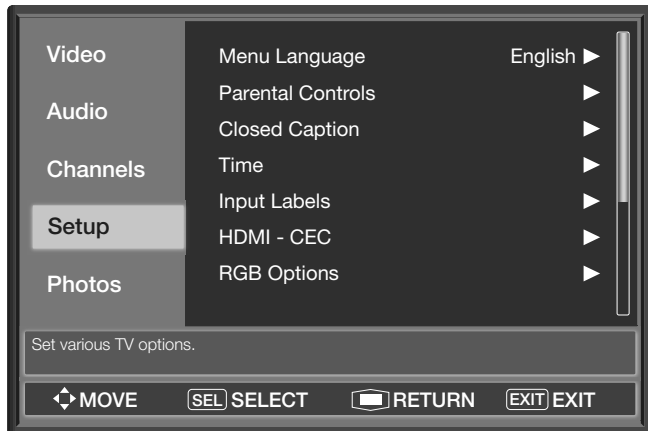 Video
Audio
Channels
Setup
Photos
Menu Language English
Parental Controls
Closed Caption
Time
Input Labels
HDMI - CEC
RGB Options
Set various TV options.
MOVE SEL SELECT RETURN EXIT EXIT